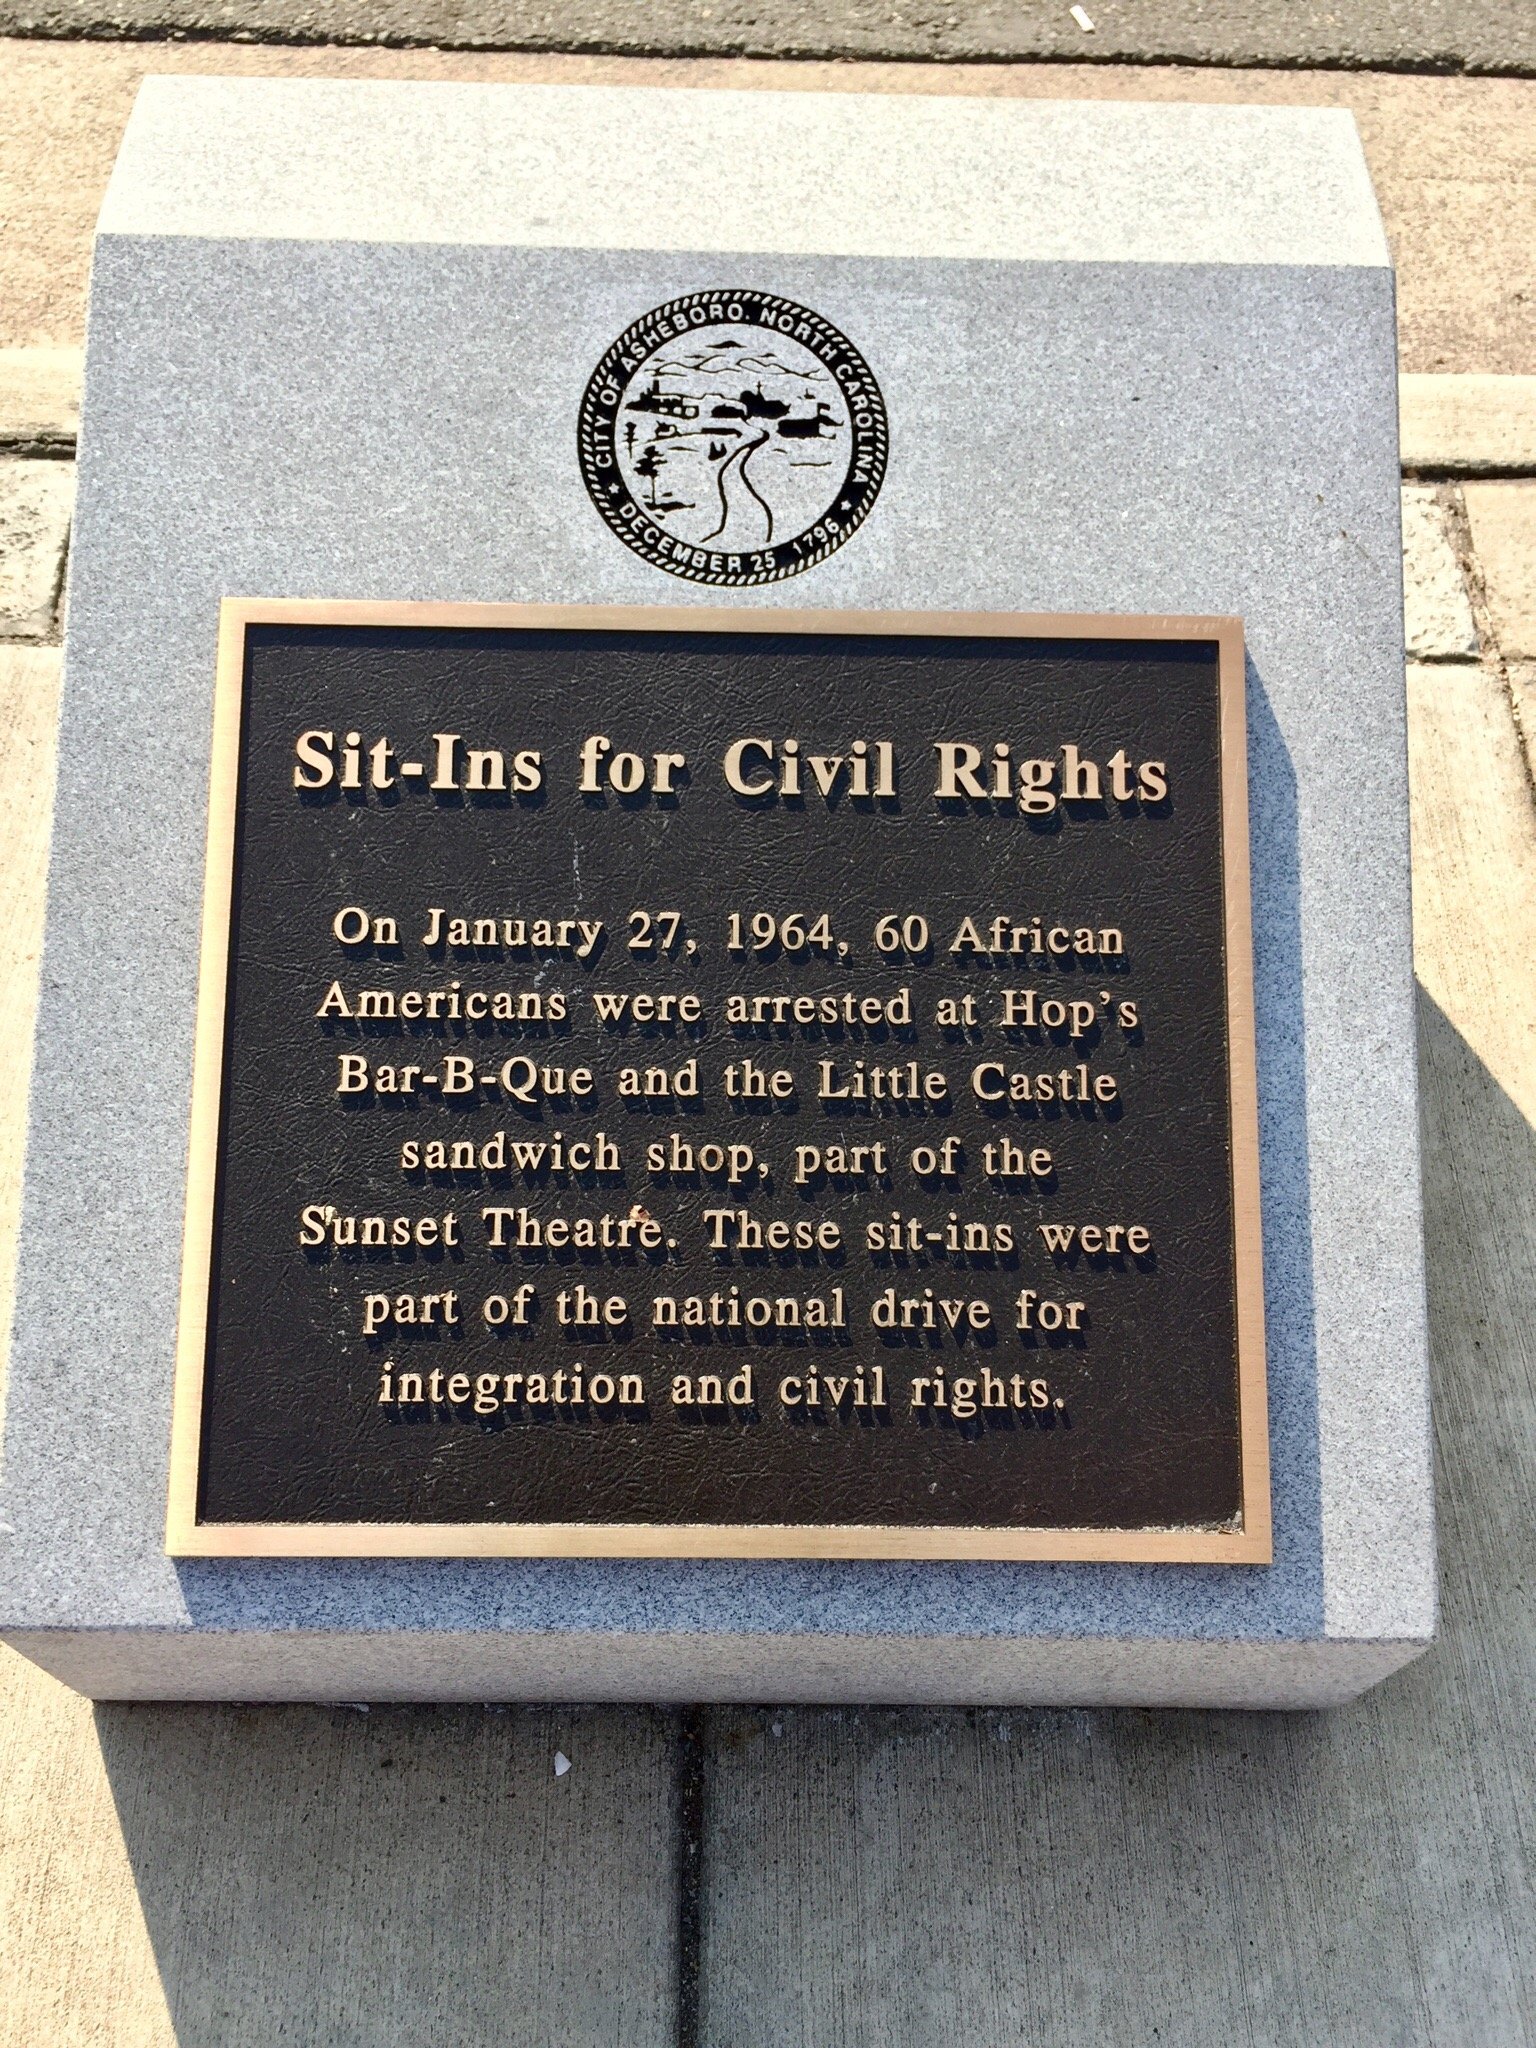 CITY OF ASHEBORO. NORTH CAROLINA
DECEMBER 25 1796
Sit-Ins for Civil Rights
On January 27, 1964, 60 African
Americans were arrested at Hop's
Bar-B-Que and the Little Castle
sandwich shop, part of the
Sunset Theatre. These sit-ins were
part of the national drive for
integration and civil rights.